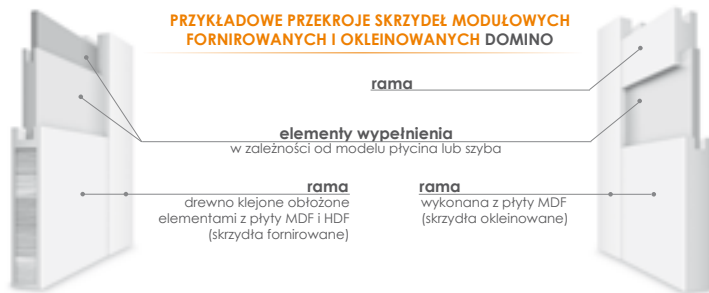 PRZYKŁADOWE PRZEKROJE SKRZYDEŁ MODUŁOWYCH
FORNIROWANYCH I OKLEINOWANYCH DOMINO
rama
elementy wypełnienia
w zależności od modelu płycina lub szyba
rama
drewno klejone obłożone
elementami z płyty MDF i HDF
(skrzydła fornirowane)
rama
wykonana z płyty MDF
(skrzydła okleinowane)